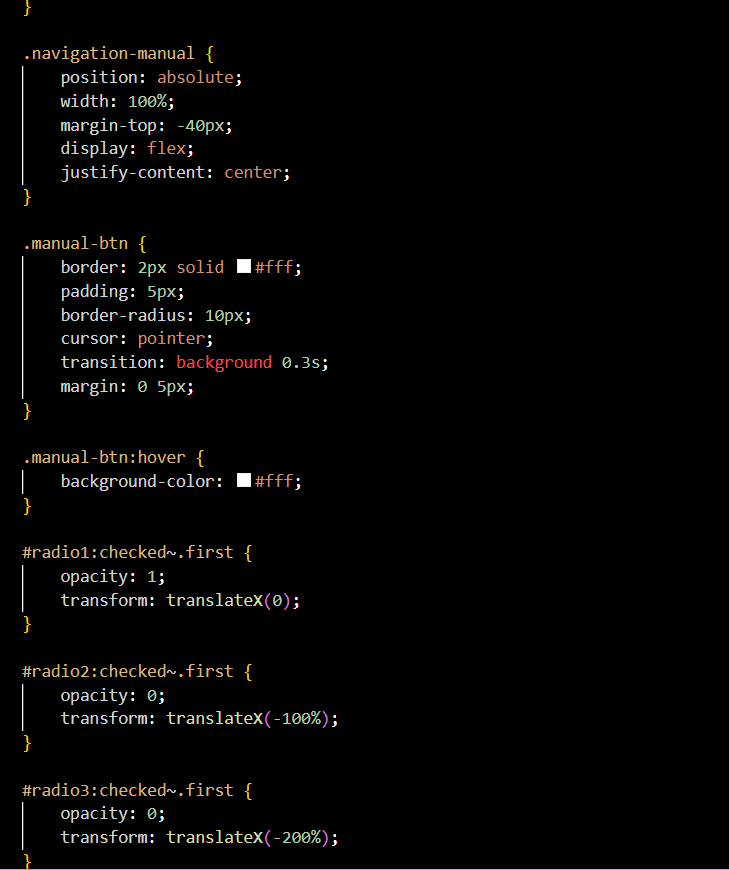 }
.navigation-manual {
position: absolute;
width: 100%;
margin-top: -40px;
display: flex;
justify-content: center;
}
.manual-btn {
border: 2px solid #fff;
padding: 5px;
border-radius: 10px;
cursor: pointer;
transition: background 0.3s;
margin: 0 5px;
}
.manual-btn:hover {
background-color: #fff;
}
#radio1:checked~.first {
opacity: 1;
transform: translateX(0);
}
#radio2:checked~.first {
opacity: 0;
transform: translateX(-100%);
}
#radio3:checked~.first {
opacity: 0;
transform: translateX(-200%);
}